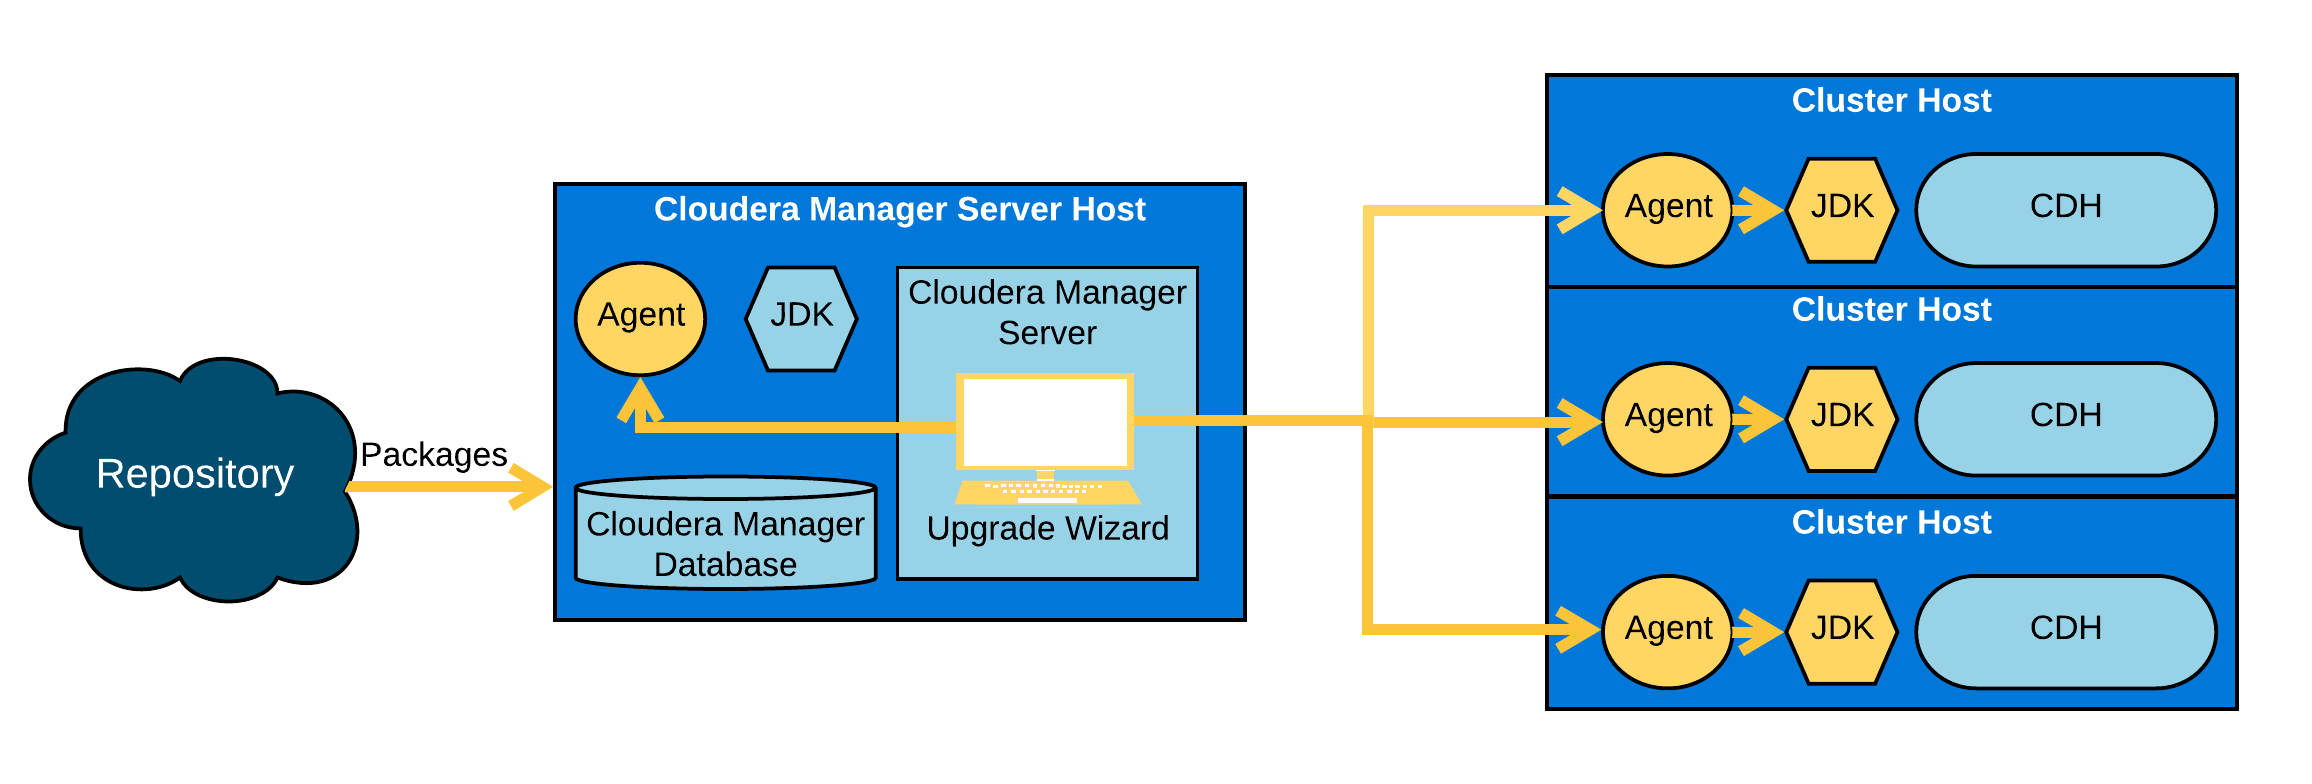 Repository
Packages
Cloudera Manager Server Host
Agent
JDK
Cloudera Manager
Server
Upgrade Wizard
Cloudera Manager
Database
Cluster Host
Agent
JDK
CDH
Cluster Host
Agent
JDK
CDH
Cluster Host
Agent
JDK
CDH